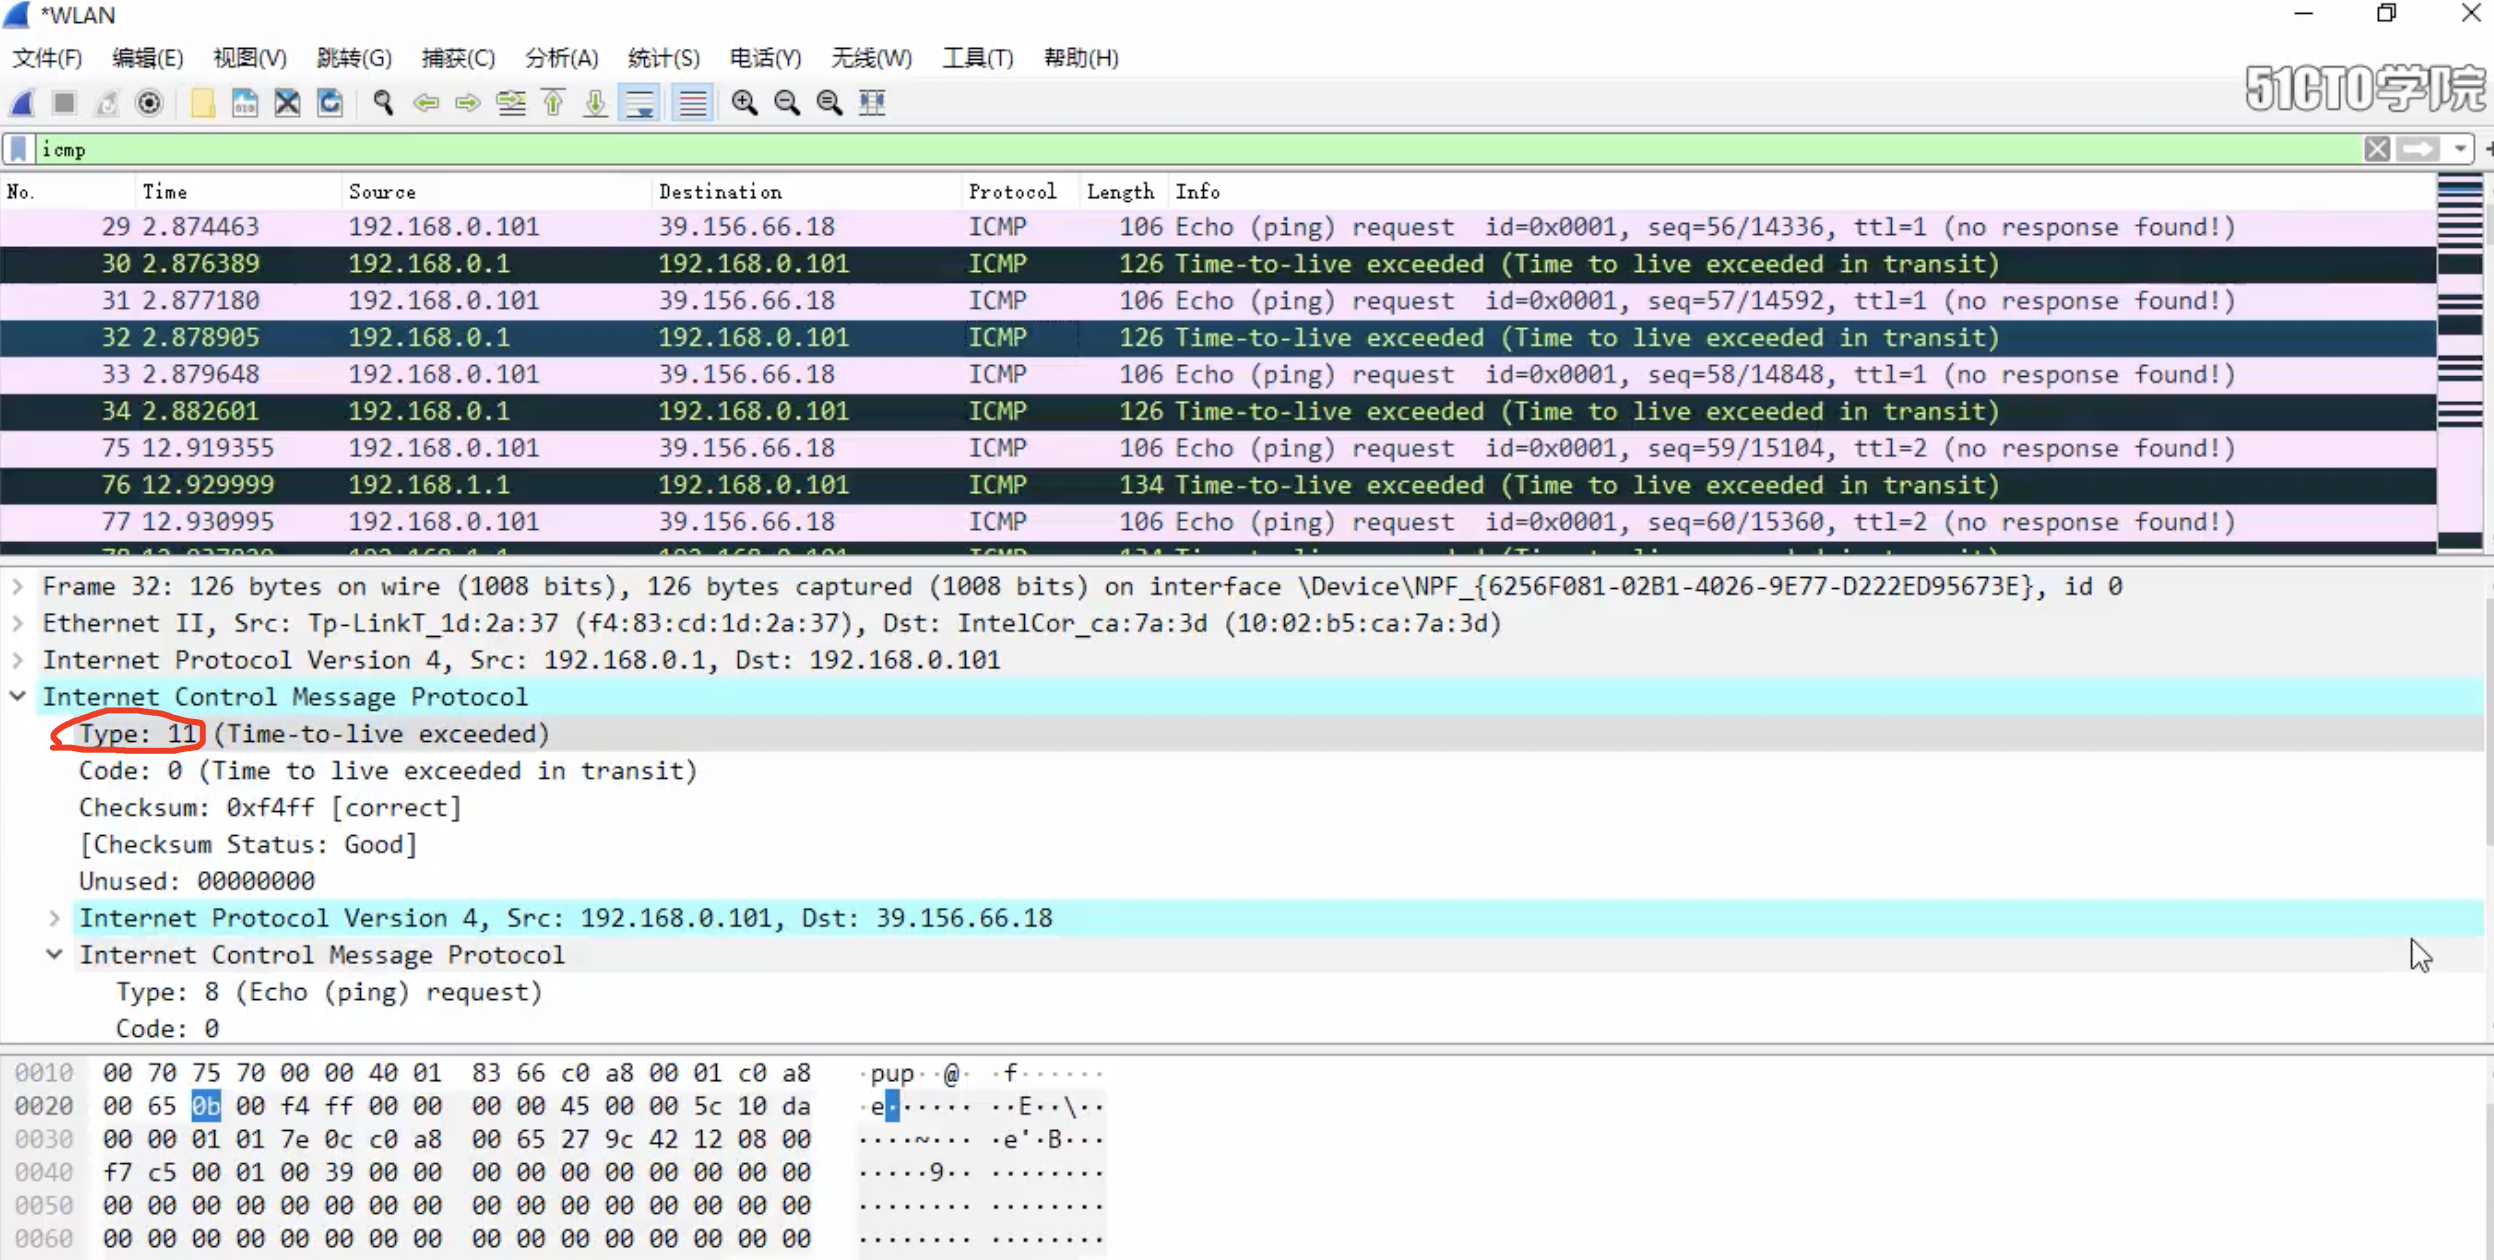 *WLAN
文件(F) 编辑(E) 视图(V) 跳转(G) 捕获(C) 分析(A) 统计(S) 电话(Y) 无线(W) 工具(T) 帮助(H)
51CTO学院
icmp
No. Time Source Destination Protocol Length Info
29 2.874463 192.168.0.101 39.156.66.18 ICMP 106 Echo (ping) request id=0x0001, seq=56/14336, ttl=1 (no response found!)
30 2.876389 192.168.0.1 192.168.0.101 ICMP 126 Time-to-live exceeded (Time to live exceeded in transit)
31 2.877180 192.168.0.101 39.156.66.18 ICMP 106 Echo (ping) request id=0x0001, seq=57/14592, ttl=1 (no response found!)
32 2.878905 192.168.0.1 192.168.0.101 ICMP 126 Time-to-live exceeded (Time to live exceeded in transit)
33 2.879648 192.168.0.101 39.156.66.18 ICMP 106 Echo (ping) request id=0x0001, seq=58/14848, ttl=1 (no response found!)
34 2.882601 192.168.0.1 192.168.0.101 ICMP 126 Time-to-live exceeded (Time to live exceeded in transit)
75 12.919355 192.168.0.101 39.156.66.18 ICMP 106 Echo (ping) request id=0x0001, seq=59/15104, ttl=2 (no response found!)
76 12.929999 192.168.1.1 192.168.0.101 ICMP 134 Time-to-live exceeded (Time to live exceeded in transit)
77 12.930995 192.168.0.101 39.156.66.18 ICMP 106 Echo (ping) request id=0x0001, seq=60/15360, ttl=2 (no response found!)
Frame 32: 126 bytes on wire (1008 bits), 126 bytes captured (1008 bits) on interface \Device\NPF_{6256F081-02B1-4026-9E77-D222ED95673E}, id 0
Ethernet II, Src: Tp-LinkT_1d:2a:37 (f4:83:cd:1d:2a:37), Dst: IntelCor_ca:7a:3d (10:02:b5:ca:7a:3d)
Internet Protocol Version 4, Src: 192.168.0.1, Dst: 192.168.0.101
Internet Control Message Protocol
Type: 11 (Time-to-live exceeded)
Code: 0 (Time to live exceeded in transit)
Checksum: 0xf4ff [correct]
[Checksum Status: Good]
Unused: 00000000
Internet Protocol Version 4, Src: 192.168.0.101, Dst: 39.156.66.18
Internet Control Message Protocol
Type: 8 (Echo (ping) request)
Code: 0
0010 00 70 75 70 00 00 40 01 83 66 c0 a8 00 01 c0 a8 ·pup··@· ·f······
0020 00 65 0b 00 f4 ff 00 00 00 00 45 00 00 5c 10 da ·e······ ··E··\··
0030 00 00 01 01 7e 0c c0 a8 00 65 27 9c 42 12 08 00 ····~··· ·e'·B···
0040 f7 c5 00 01 00 39 00 00 00 00 00 00 00 00 00 00 ·····9·· ········
0050 00 00 00 00 00 00 00 00 00 00 00 00 00 00 00 00 ········ ········
0060 00 00 00 00 00 00 00 00 00 00 00 00 00 00 00 00 ········ ········